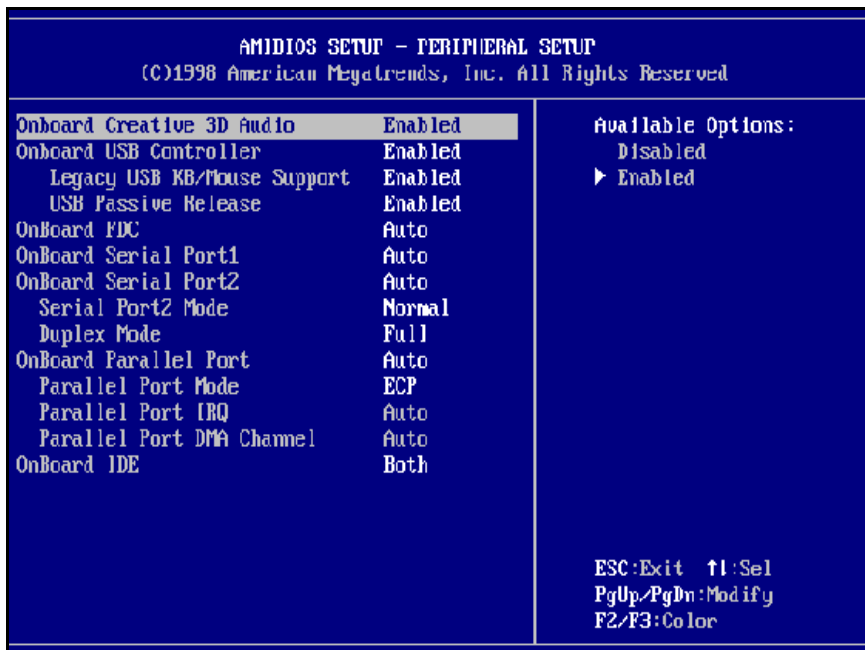 AMIBIOS SETUP - PERIPHERAL SETUP
(C)1998 American Megatrends, Inc. All Rights Reserved
Onboard Creative 3D Audio Enabled
Onboard USB Controller Enabled
Legacy USB KB/Mouse Support Enabled
USB Passive Release Enabled
OnBoard FDC Auto
OnBoard Serial Port1 Auto
OnBoard Serial Port2 Auto
Serial Port2 Mode Normal
Duplex Mode Full
OnBoard Parallel Port Auto
Parallel Port Mode ECP
Parallel Port IRQ Auto
Parallel Port DMA Channel Auto
OnBoard IDE Both
Available Options:
Disabled
▶ Enabled
ESC:Exit ↑↓:Sel
PgUp/PgDn:Modify
F2/F3:Color